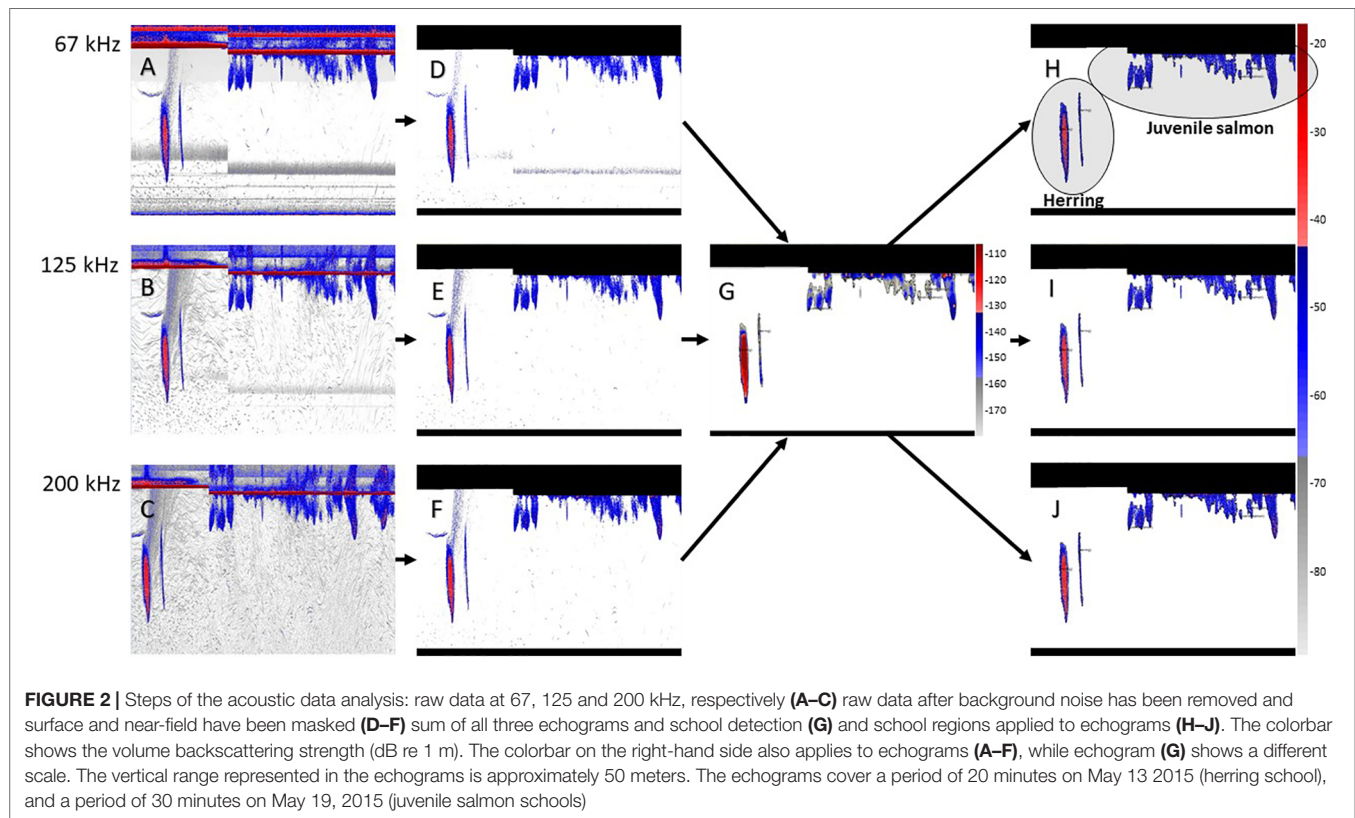 67 kHz
A
D
H
-20
-30
Juvenile salmon
Herring
-40
125 kHz
B
E
G
-110
-120
-130
-140
-150
-160
-170
I
-50
-60
200 kHz
C
F
J
-70
-80
FIGURE 2 | Steps of the acoustic data analysis: raw data at 67, 125 and 200 kHz, respectively (A–C) raw data after background noise has been removed and
surface and near-field have been masked (D–F) sum of all three echograms and school detection (G) and school regions applied to echograms (H–J). The colorbar
shows the volume backscattering strength (dB re 1 m). The colorbar on the right-hand side also applies to echograms (A–F), while echogram (G) shows a different
scale. The vertical range represented in the echograms is approximately 50 meters. The echograms cover a period of 20 minutes on May 13 2015 (herring school),
and a period of 30 minutes on May 19, 2015 (juvenile salmon schools)